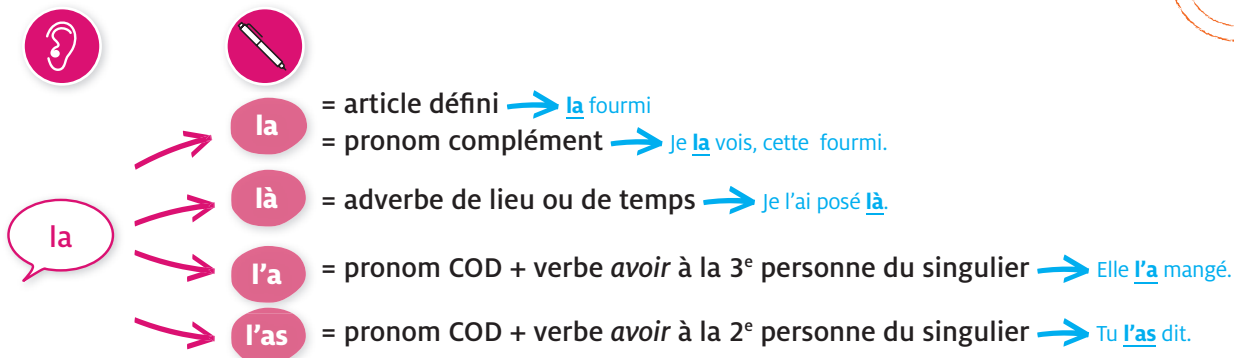 la = article défini la fourmi
= pronom complément Je la vois, cette fourmi.
là = adverbe de lieu ou de temps Je l'ai posé là.
la
l'a = pronom COD + verbe avoir à la 3e personne du singulier Elle l'a mangé.
l'as = pronom COD + verbe avoir à la 2e personne du singulier Tu l'as dit.